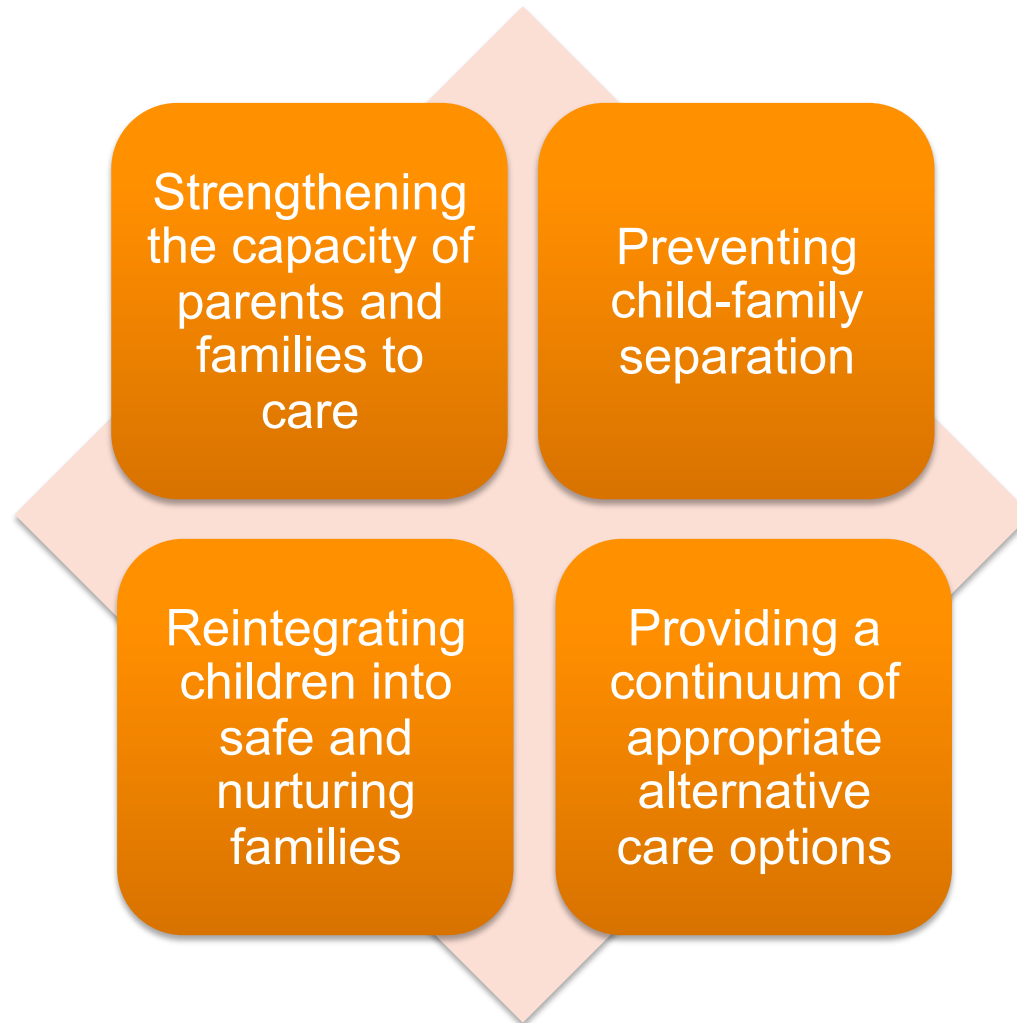 Strengthening
the capacity of
parents and
families to
care
Preventing
child-family
separation
Reintegrating
children into
safe and
nurturing
families
Providing a
continuum of
appropriate
alternative
care options